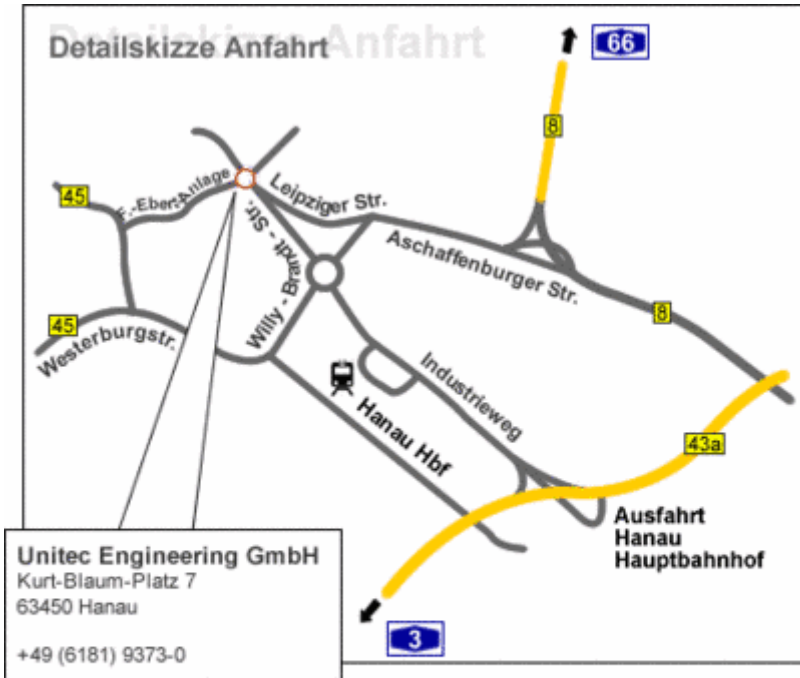 Detailskizze Anfahrt
66
8
45
F.-Ebert-Anlage
Leipziger Str.
Willy - Brandt - Str.
Aschaffenburger Str.
45
Westerburgstr.
8
Industrieweg
Hanau Hbf
43a
Ausfahrt
Hanau
Hauptbahnhof
Unitec Engineering GmbH
Kurt-Blaum-Platz 7
63450 Hanau
+49 (6181) 9373-0
3